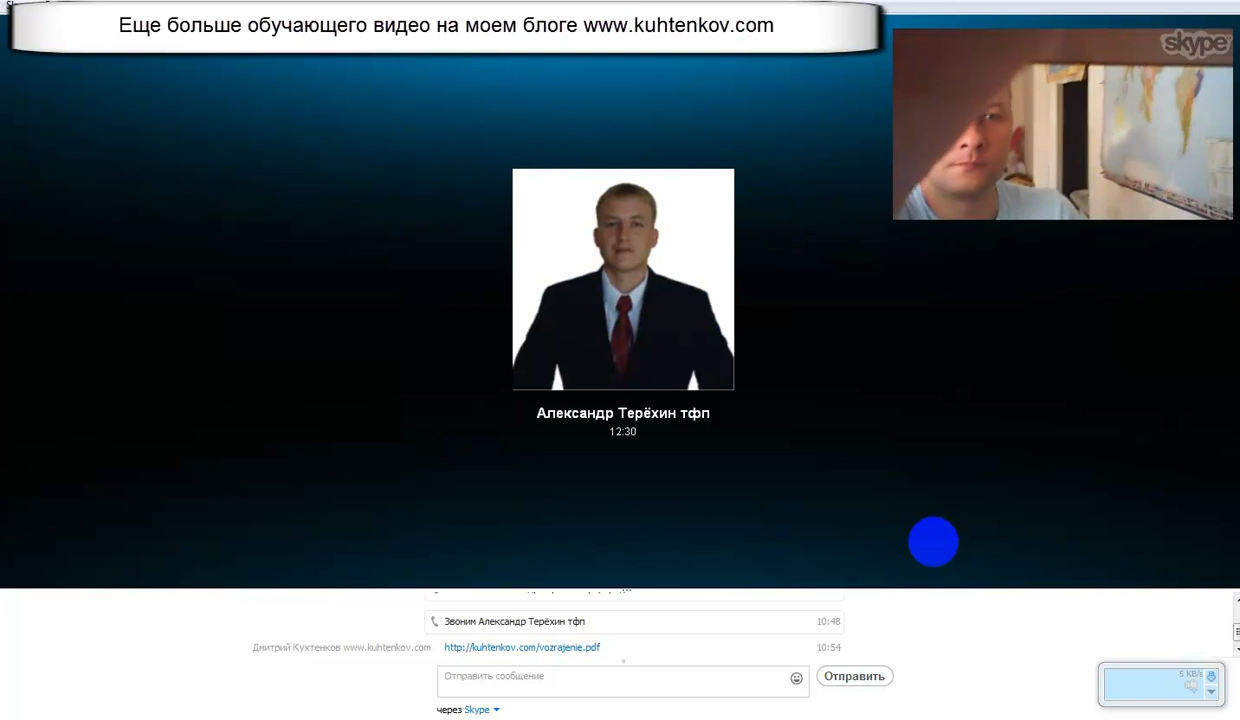 Еще больше обучающего видео на моем блоге www.kuhtenkov.com
skype
Александр Терёхин тфп
12:30
Звоним Александр Терёхин тфп 10:48
Дмитрий Кухтенков www.kuhtenkov.com http://kuhtenkov.com/vozrajenie.pdf 10:54
Отправить сообщение
Отправить
5 KB/s
через Skype